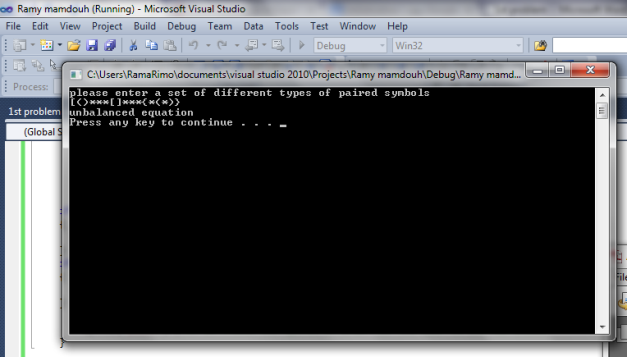 Ramy mamdouh (Running) - Microsoft Visual Studio
File Edit View Project Build Debug Team Data Tools Test Window Help
Debug Win32
Process:
C:\Users\RamaRimo\documents\visual studio 2010\Projects\Ramy mamdouh\Debug\Ramy mamd...
please enter a set of different types of paired symbols
[()***[]***{*(*)}
unbalanced equation
Press any key to continue . . . _
1st problem
(Global S
}